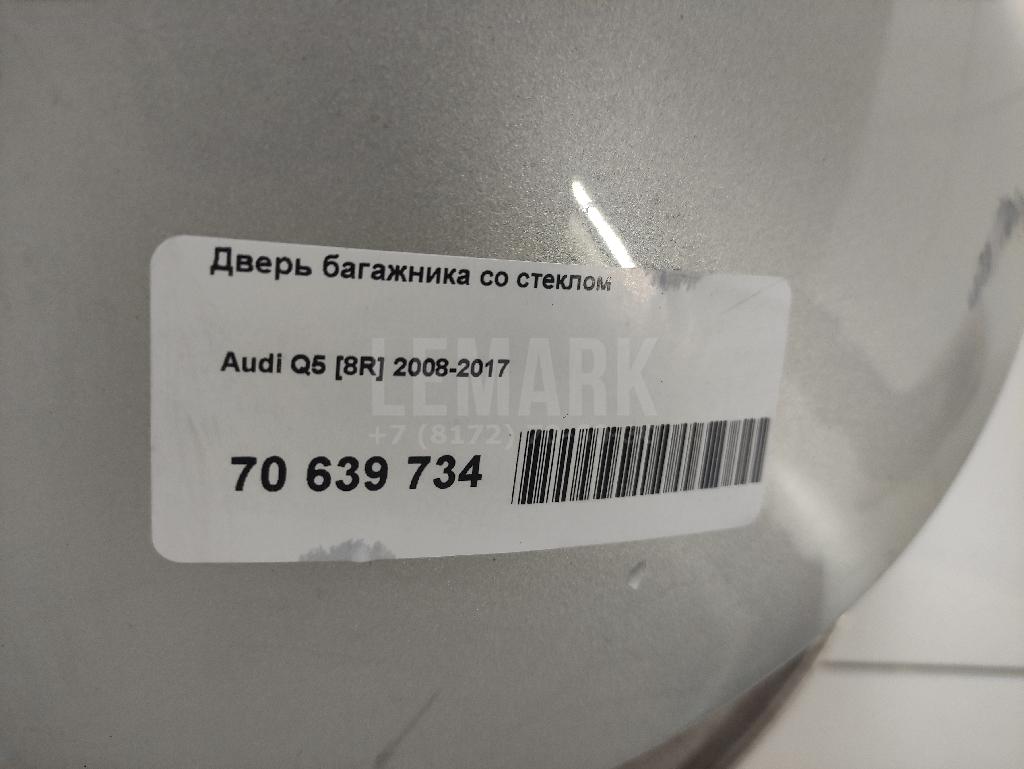 Дверь багажника со стеклом
Audi Q5 [8R] 2008-2017
LEMARK
+7 (8172)
70 639 734